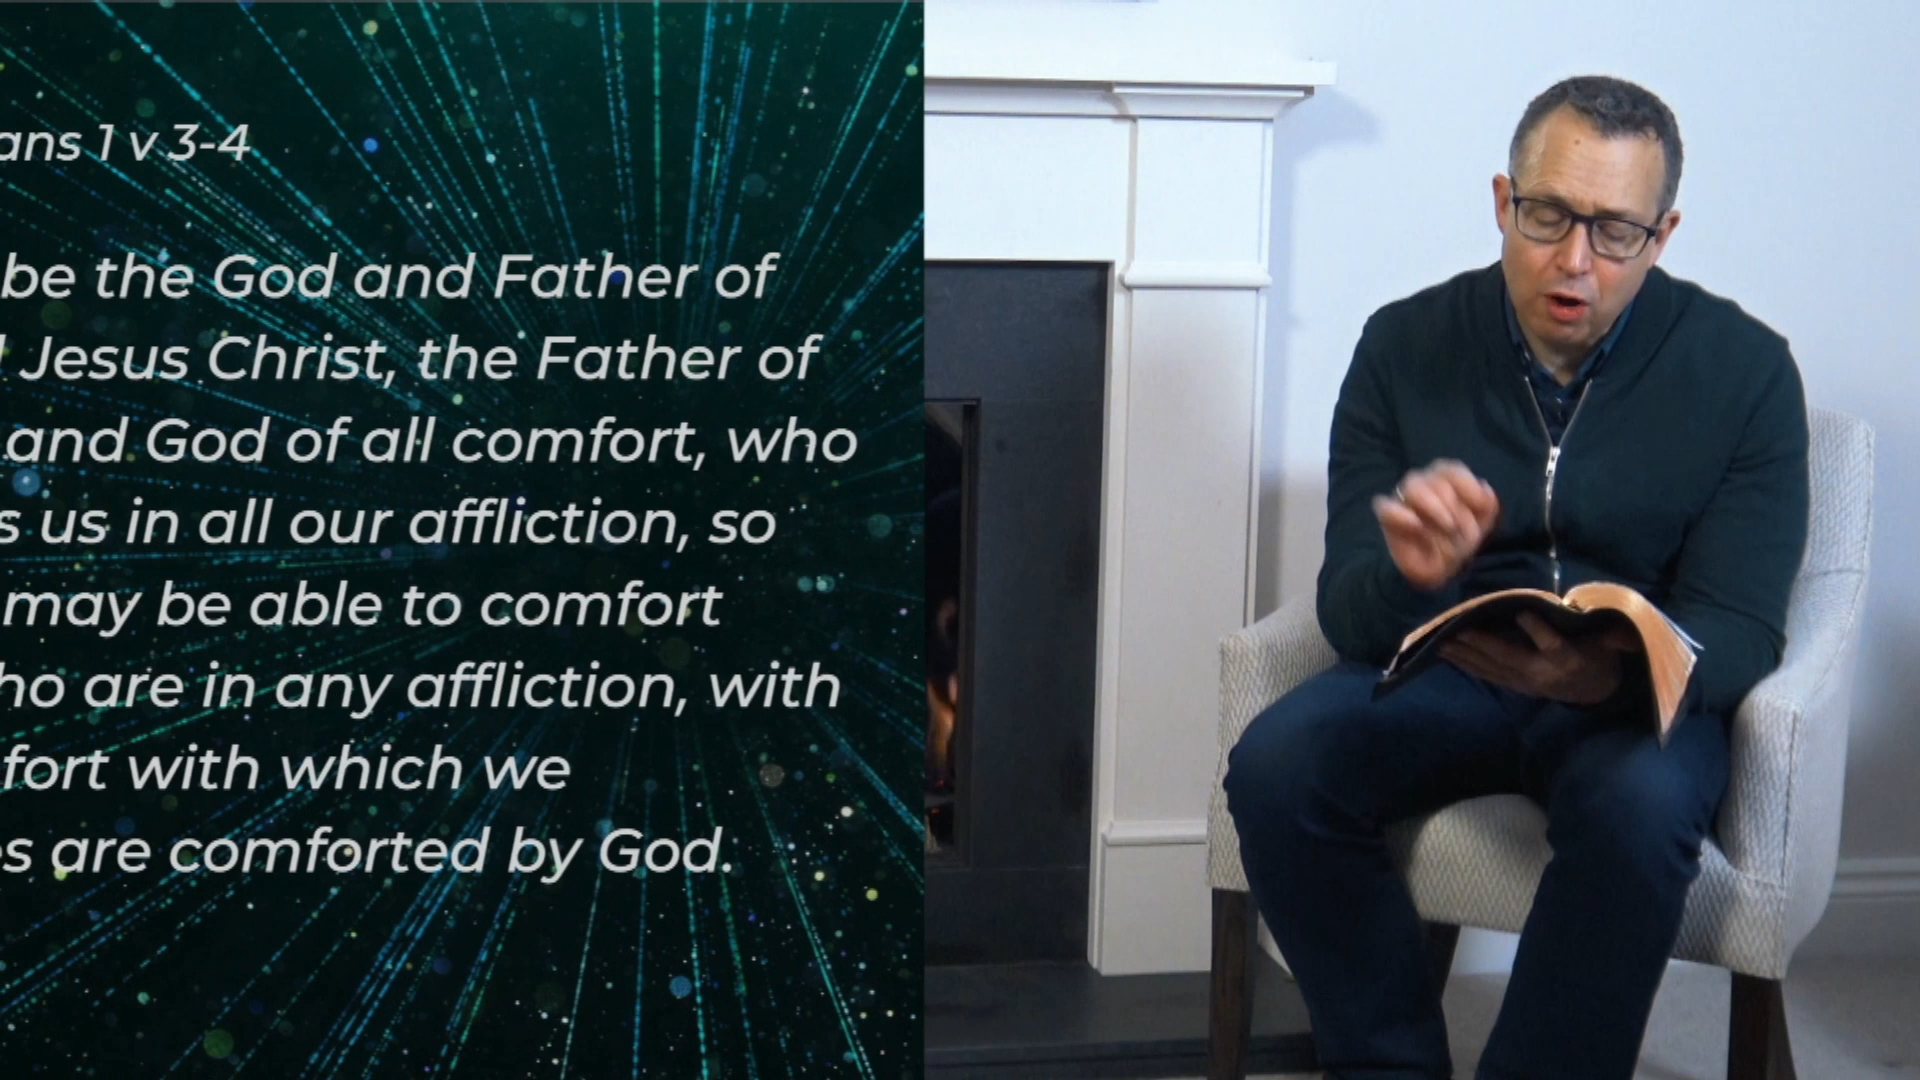 ans 1 v 3-4
be the God and Father of
Jesus Christ, the Father of
and God of all comfort, who
s us in all our affliction, so
may be able to comfort
ho are in any affliction, with
fort with which we
es are comforted by God.